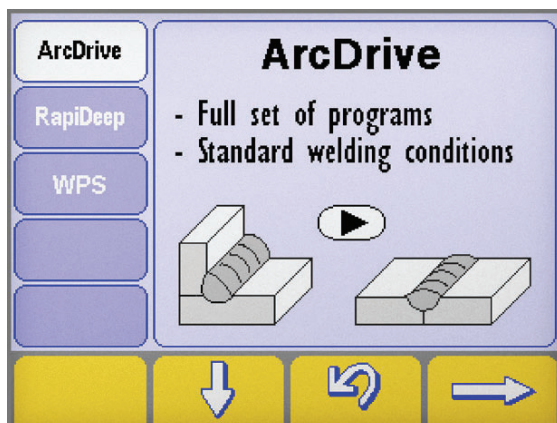 ArcDrive
RapiDeep
WPS
ArcDrive
- Full set of programs
- Standard welding conditions